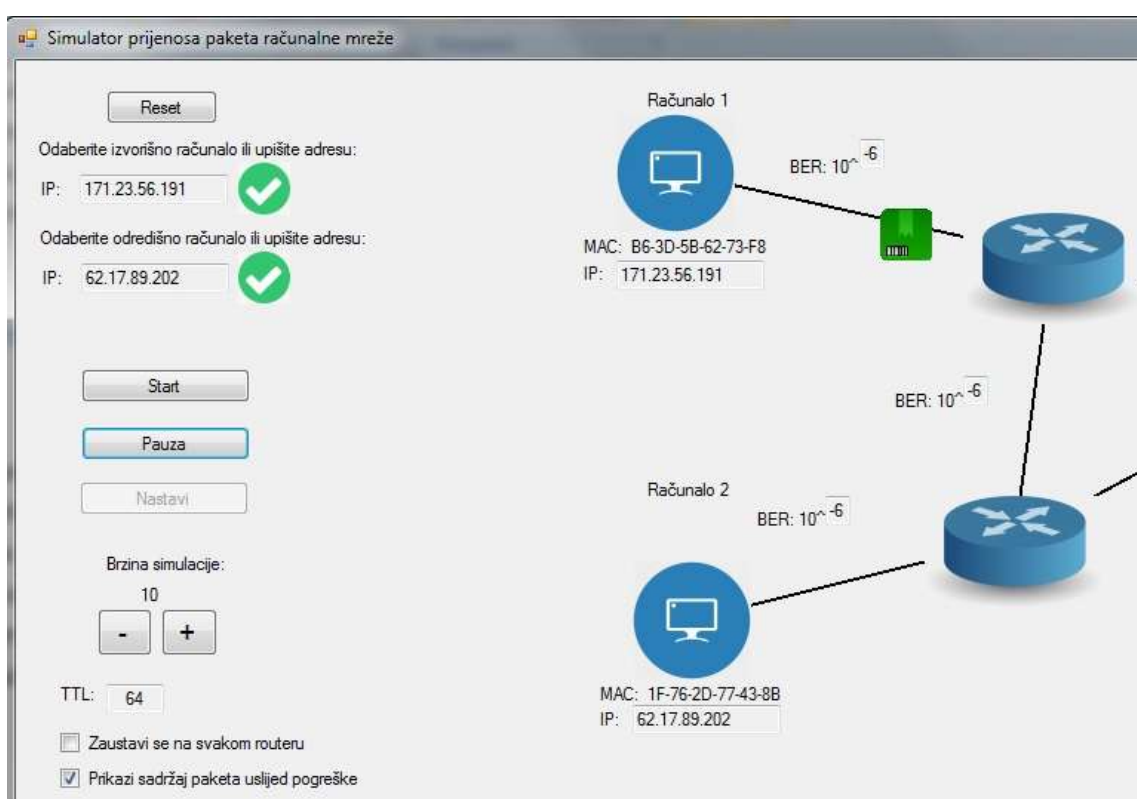 Simulator prijenosa paketa računalne mreže
Reset
Odaberite izvorišno računalo ili upišite adresu:
IP: 171.23.56.191
Odaberite odredišno računalo ili upišite adresu:
IP: 62.17.89.202
Start
Pauza
Nastavi
Brzina simulacije:
10
- +
TTL: 64
Zaustavi se na svakom routeru
Prikazi sadržaj paketa uslijed pogreške
Računalo 1
BER: 10^ -6
MAC: B6-3D-5B-62-73-F8
IP: 171.23.56.191
BER: 10^ -6
Računalo 2
BER: 10^ -6
MAC: 1F-76-2D-77-43-8B
IP: 62.17.89.202